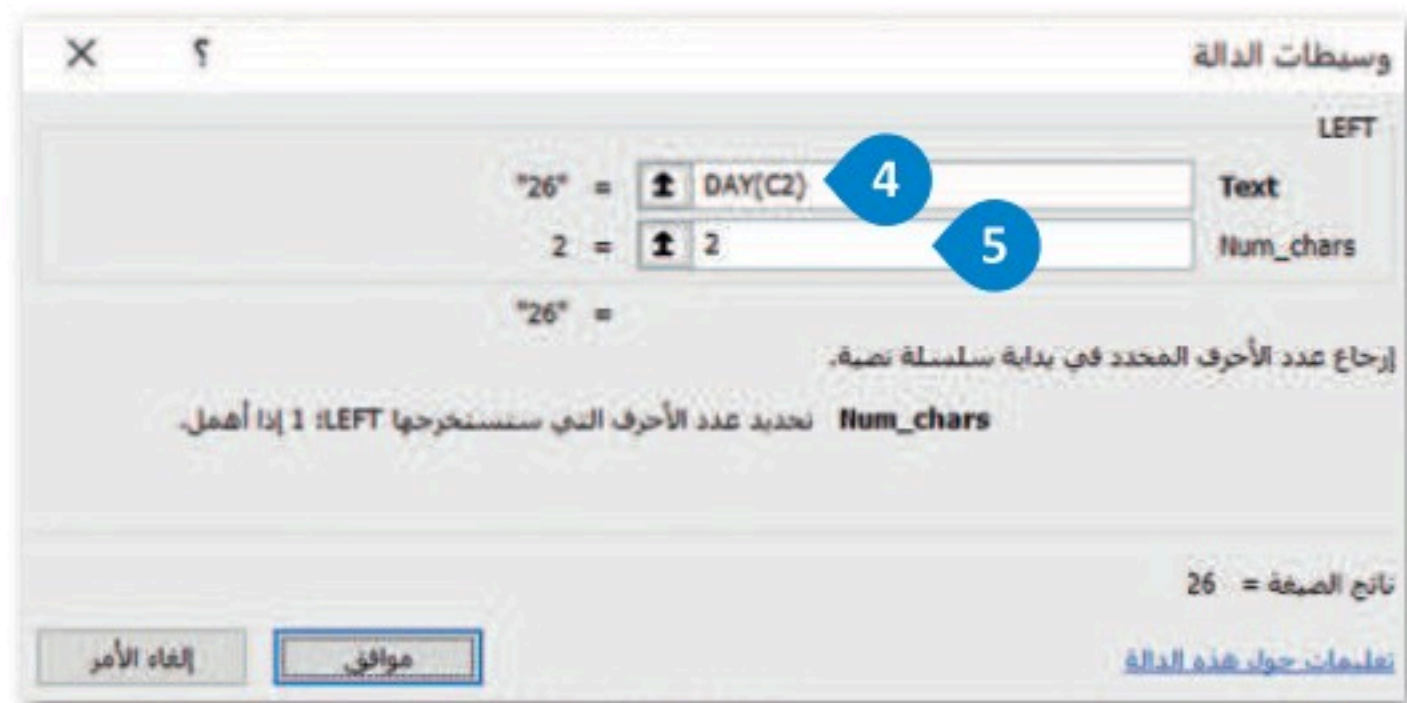 وسيطات الدالة ؟ ×
LEFT
Text DAY(C2) 4 = "26"
Num_chars 2 5 = 2
= "26"
إرجاع عدد الأحرف المحدد في بداية سلسلة نصية.
Num_chars تحديد عدد الأحرف التي ستستخرجها LEFT؛ 1 إذا أهمل.
ناتج الصيغة = 26
تعليمات حول هذه الدالة موافق إلغاء الأمر